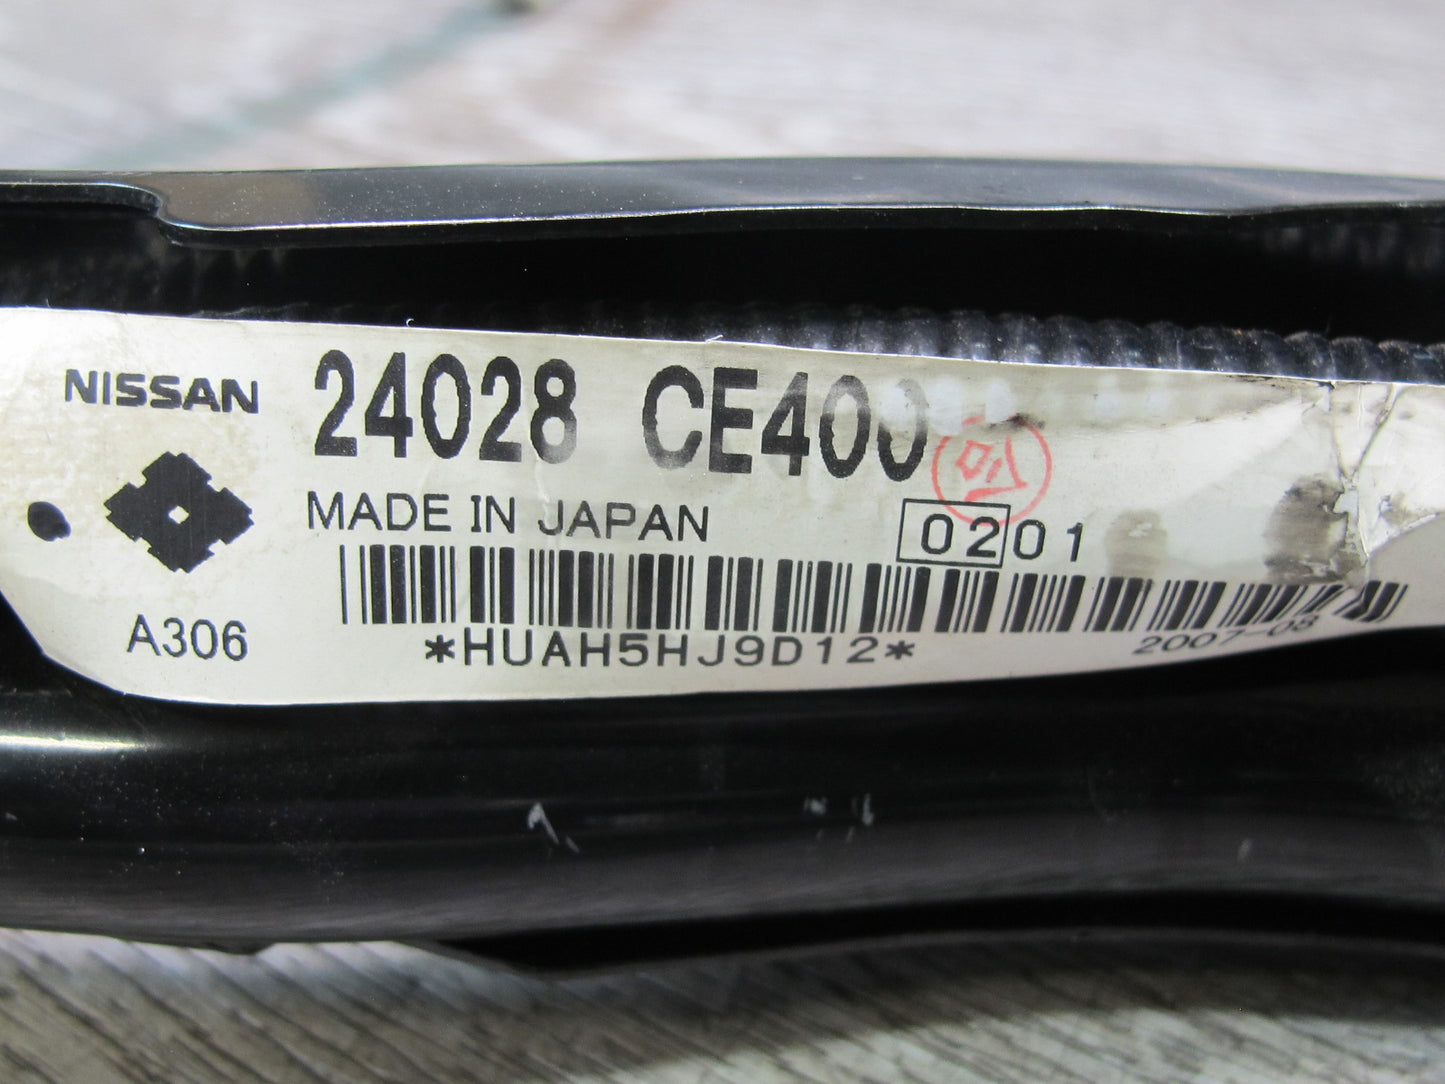 NISSAN
24028 CE400
MADE IN JAPAN
0201
A306
*HUAH5HJ9D12*
2007-08